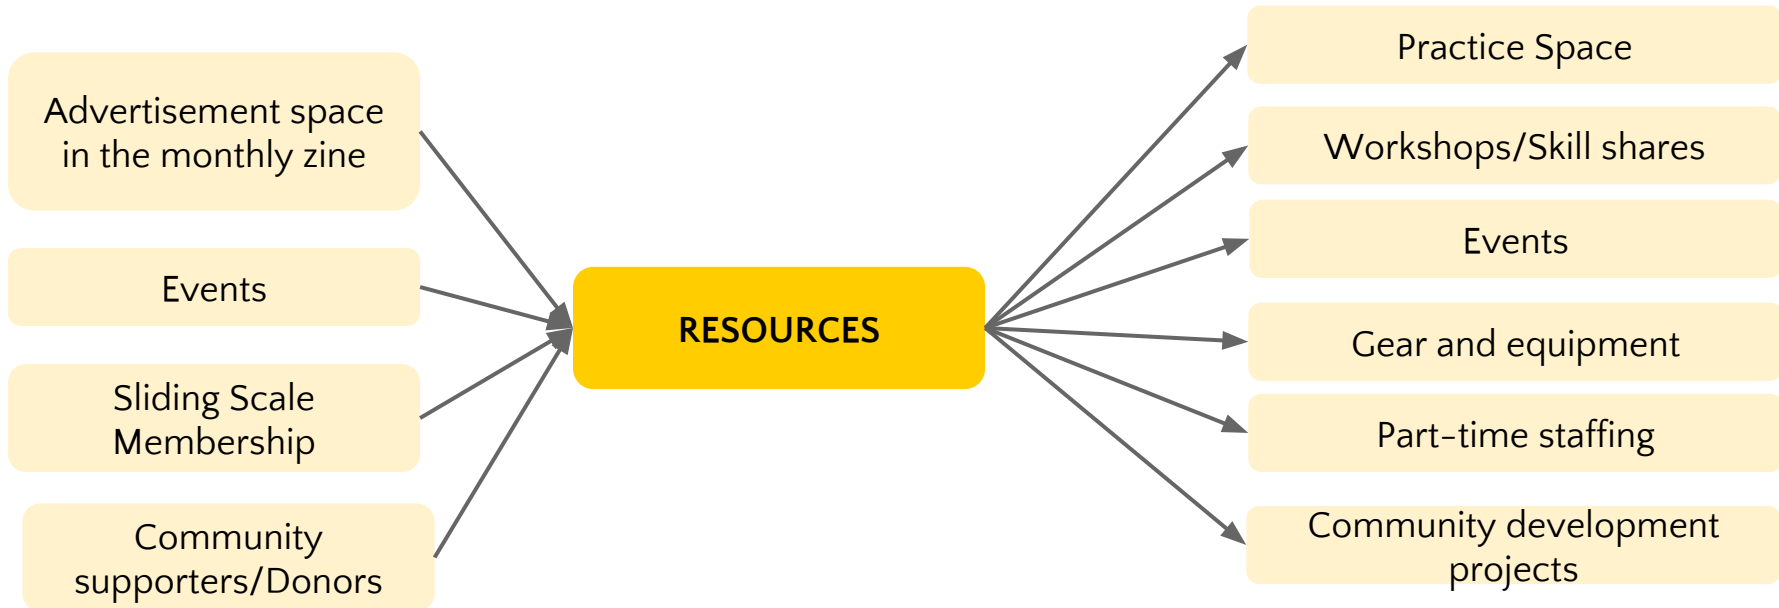 Advertisement space
in the monthly zine
Events
Sliding Scale
Membership
Community
supporters/Donors
RESOURCES
Practice Space
Workshops/Skill shares
Events
Gear and equipment
Part-time staffing
Community development
projects